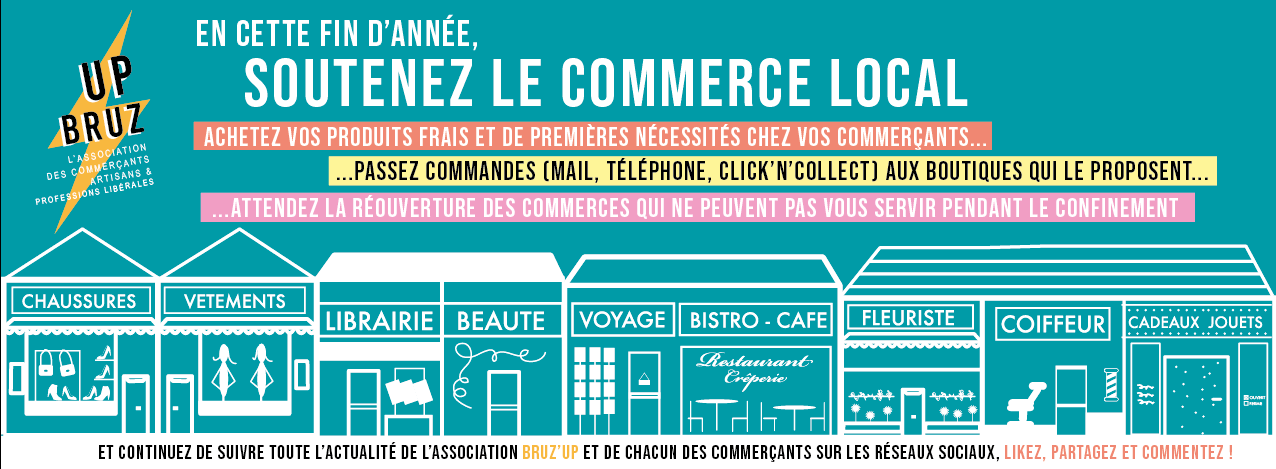 UP
BRUZ
L'ASSOCIATION
DES COMMERÇANTS
ARTISANS &
PROFESSIONS LIBÉRALES
EN CETTE FIN D'ANNÉE,
SOUTENEZ LE COMMERCE LOCAL
ACHETEZ VOS PRODUITS FRAIS ET DE PREMIÈRES NÉCESSITÉS CHEZ VOS COMMERÇANTS...
...PASSEZ COMMANDES (MAIL, TÉLÉPHONE, CLICK'N'COLLECT) AUX BOUTIQUES QUI LE PROPOSENT...
...ATTENDEZ LA RÉOUVERTURE DES COMMERCES QUI NE PEUVENT PAS VOUS SERVIR PENDANT LE CONFINEMENT
CHAUSSURES
VETEMENTS
LIBRAIRIE
BEAUTE
VOYAGE
BISTRO - CAFE
Restaurant
Crêperie
FLEURISTE
COIFFEUR
CADEAUX JOUETS
OUVERT
ET CONTINUEZ DE SUIVRE TOUTE L'ACTUALITÉ DE L'ASSOCIATION BRUZ'UP ET DE CHACUN DES COMMERÇANTS SUR LES RÉSEAUX SOCIAUX, LIKEZ, PARTAGEZ ET COMMENTEZ !